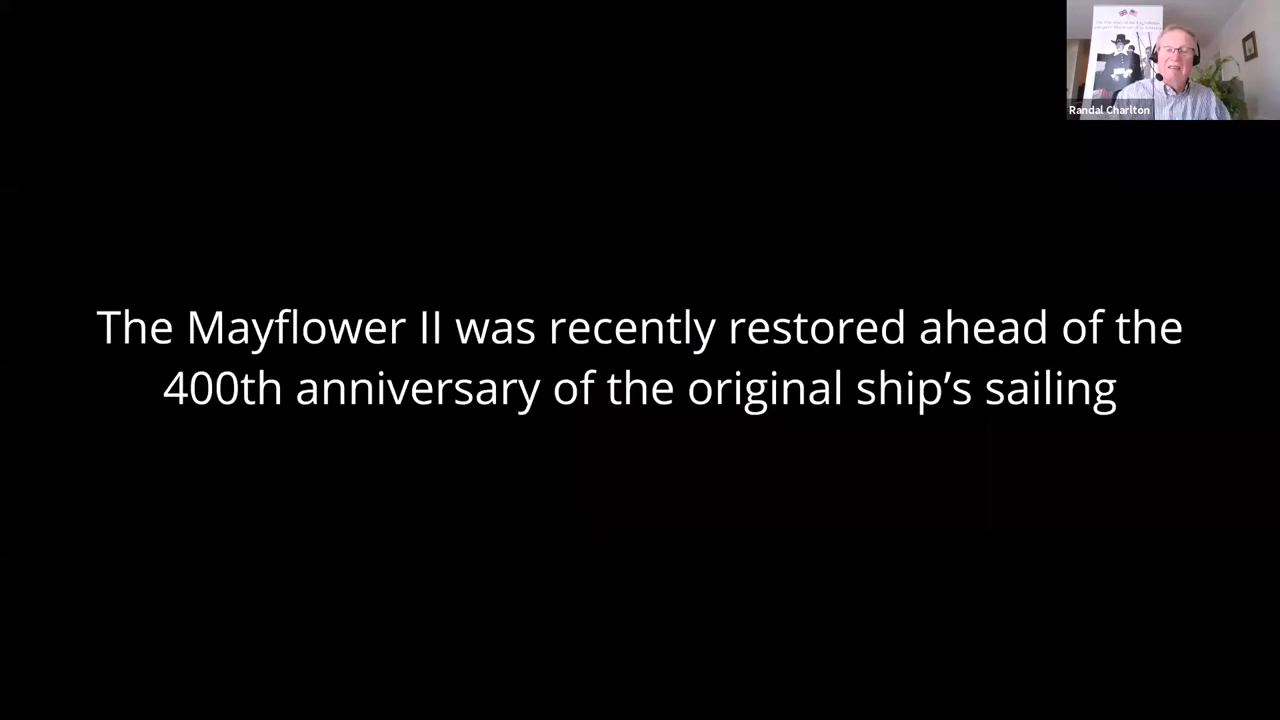 Randal Charlton
The Mayflower II was recently restored ahead of the
400th anniversary of the original ship’s sailing